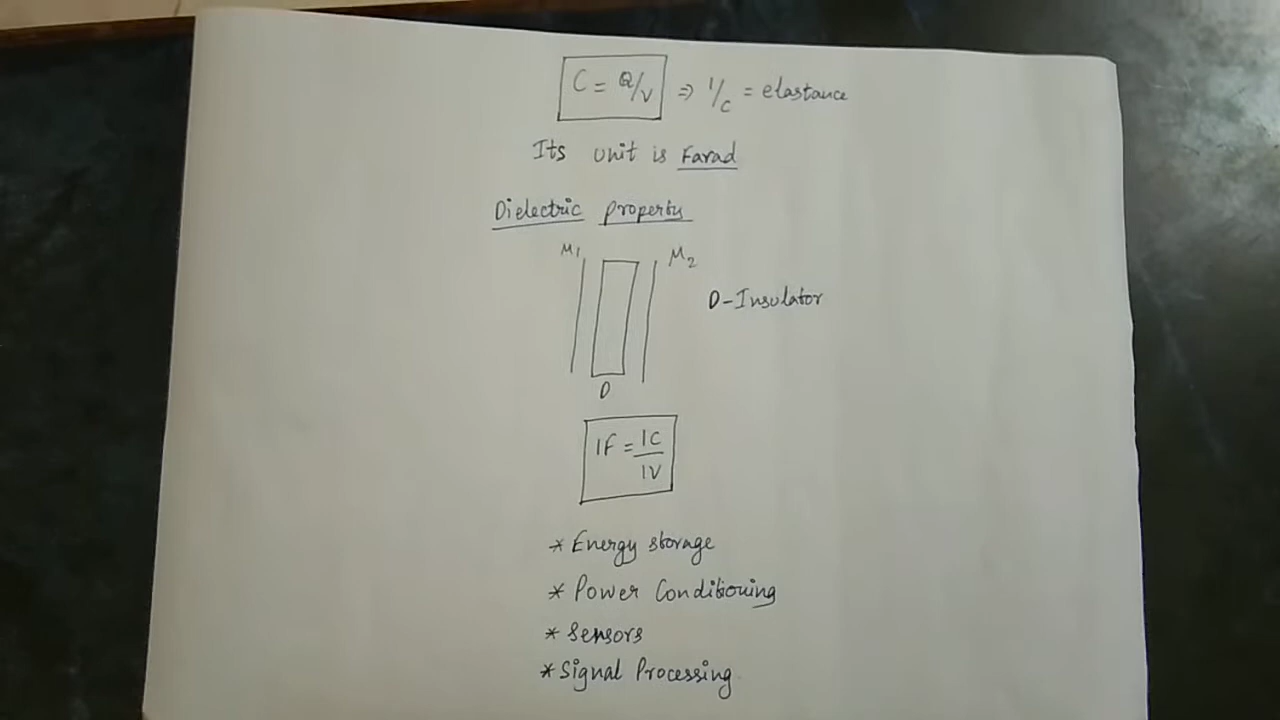 C = Q/V ⇒ 1/C = elastance
Its unit is Farad
Dielectric property
M1 M2
D-Insulator
D
1F = 1C/1V
* Energy storage
* Power Conditioning
* Sensors
* Signal Processing